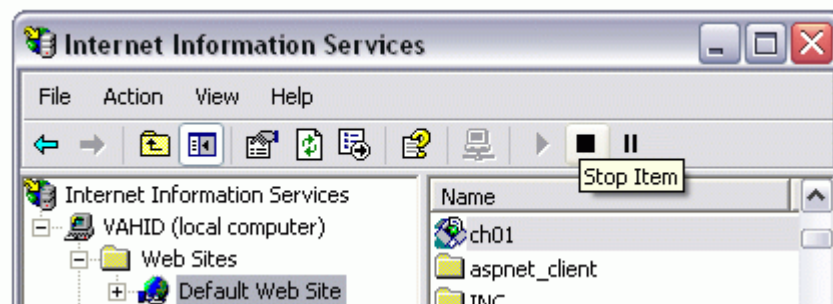 Internet Information Services
File Action View Help
Stop Item
Internet Information Services
VAHID (local computer)
Web Sites
Default Web Site
Name
ch01
aspnet_client
INC